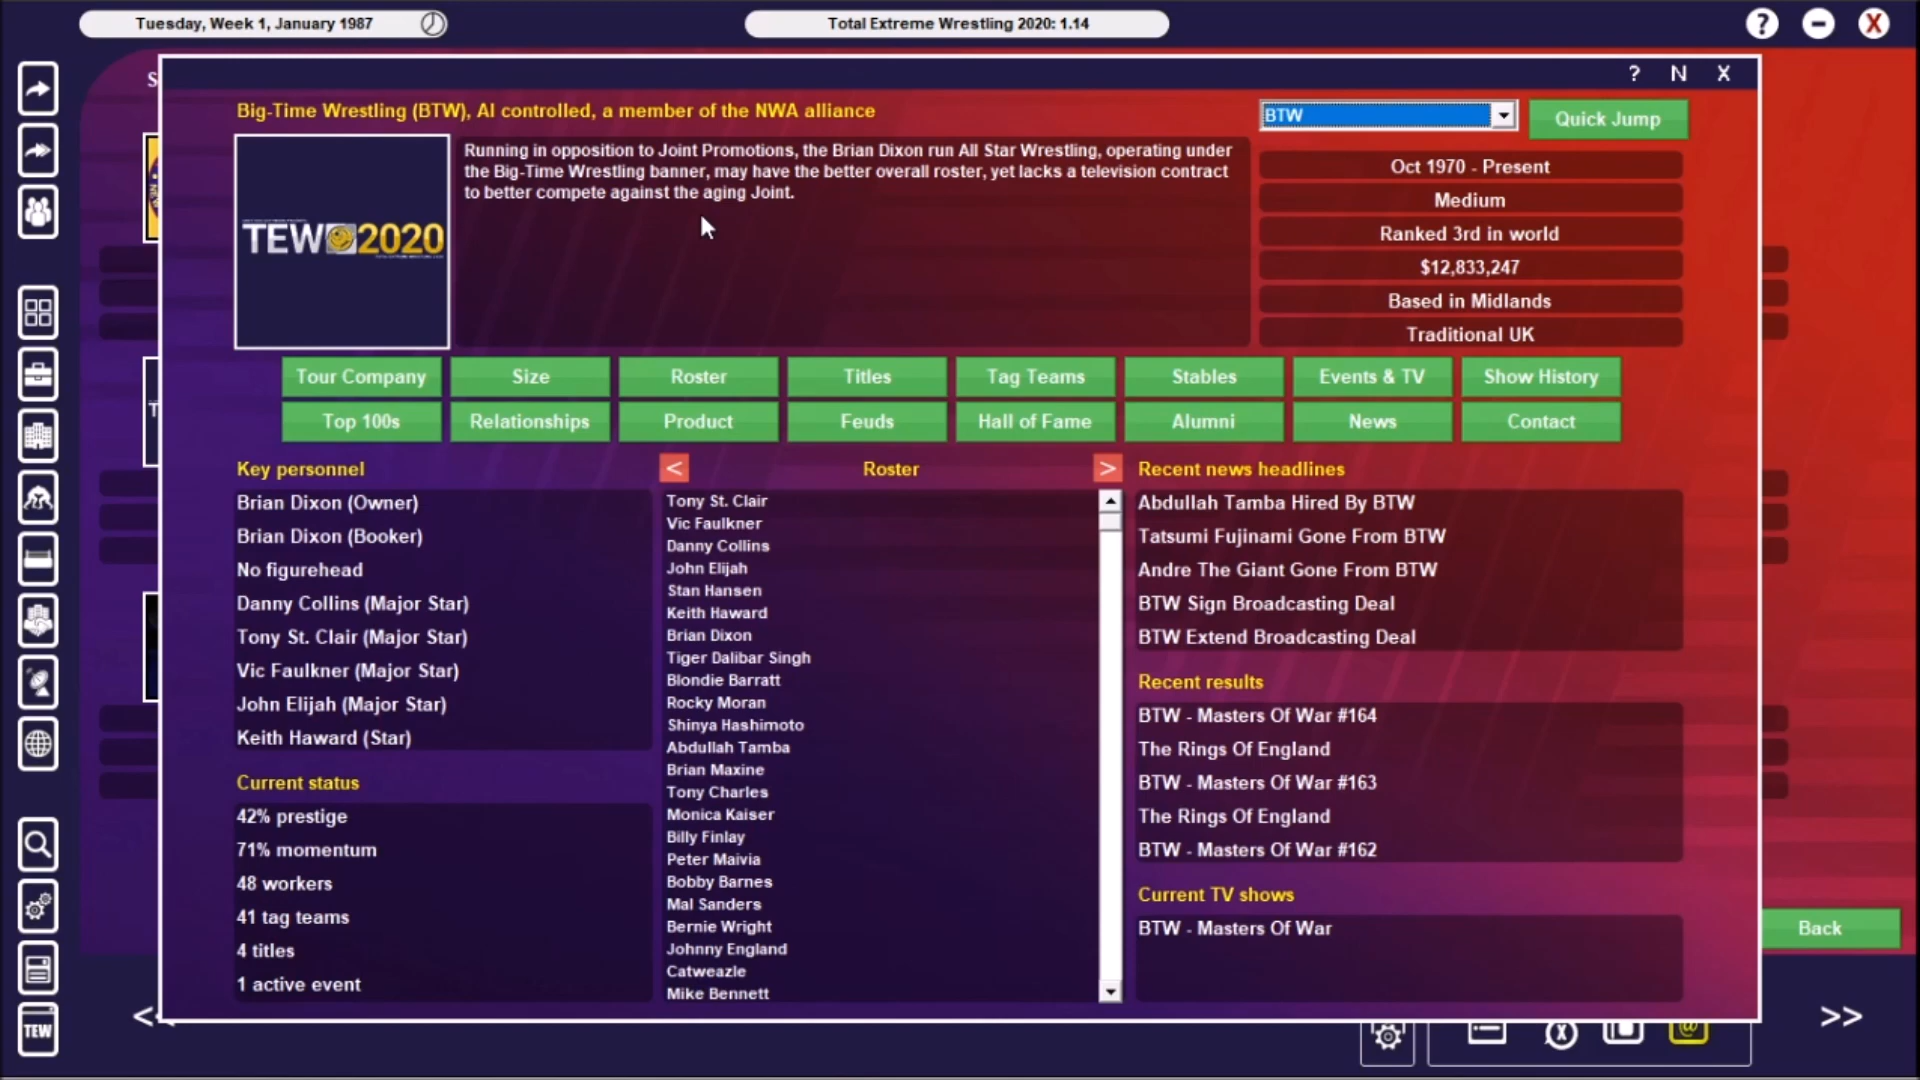 Tuesday, Week 1, January 1987
Total Extreme Wrestling 2020: 1.14
? – X
? N X
Big-Time Wrestling (BTW), AI controlled, a member of the NWA alliance
BTW
Quick Jump
TEW 2020
Running in opposition to Joint Promotions, the Brian Dixon run All Star Wrestling, operating under
the Big-Time Wrestling banner, may have the better overall roster, yet lacks a television contract
to better compete against the aging Joint.
Oct 1970 - Present
Medium
Ranked 3rd in world
$12,833,247
Based in Midlands
Traditional UK
Tour Company
Size
Roster
Titles
Tag Teams
Stables
Events & TV
Show History
Top 100s
Relationships
Product
Feuds
Hall of Fame
Alumni
News
Contact
Key personnel
Brian Dixon (Owner)
Brian Dixon (Booker)
No figurehead
Danny Collins (Major Star)
Tony St. Clair (Major Star)
Vic Faulkner (Major Star)
John Elijah (Major Star)
Keith Haward (Star)
Current status
42% prestige
71% momentum
48 workers
41 tag teams
4 titles
1 active event
< Roster >
Tony St. Clair
Vic Faulkner
Danny Collins
John Elijah
Stan Hansen
Keith Haward
Brian Dixon
Tiger Dalibar Singh
Blondie Barratt
Rocky Moran
Shinya Hashimoto
Abdullah Tamba
Brian Maxine
Tony Charles
Monica Kaiser
Billy Finlay
Peter Maivia
Bobby Barnes
Mal Sanders
Bernie Wright
Johnny England
Catweazle
Mike Bennett
Recent news headlines
Abdullah Tamba Hired By BTW
Tatsumi Fujinami Gone From BTW
Andre The Giant Gone From BTW
BTW Sign Broadcasting Deal
BTW Extend Broadcasting Deal
Recent results
BTW - Masters Of War #164
The Rings Of England
BTW - Masters Of War #163
The Rings Of England
BTW - Masters Of War #162
Current TV shows
BTW - Masters Of War
Back
TEW
>>